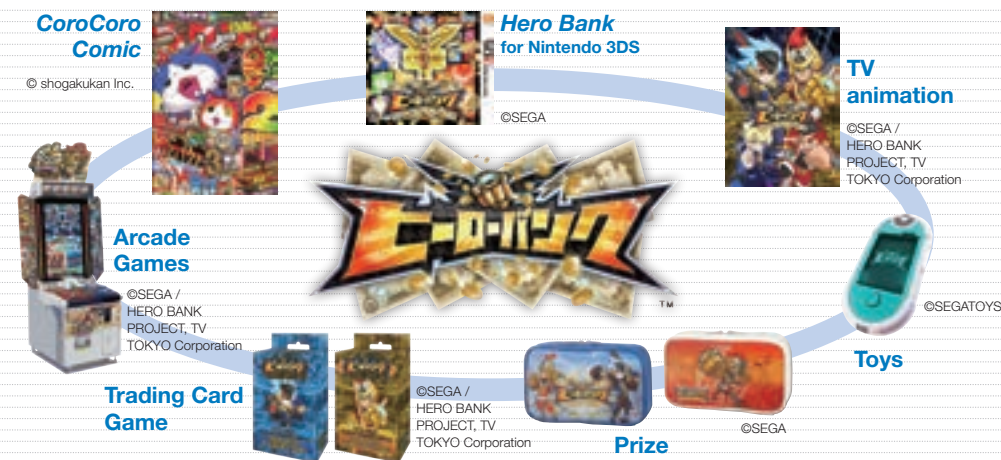 CoroCoro
Comic
© shogakukan Inc.
Hero Bank
for Nintendo 3DS
©SEGA
TV
animation
©SEGA /
HERO BANK
PROJECT, TV
TOKYO Corporation
ヒーローバンク
TM
Arcade
Games
©SEGA /
HERO BANK
PROJECT, TV
TOKYO Corporation
©SEGATOYS
Toys
Trading Card
Game
©SEGA /
HERO BANK
PROJECT, TV
TOKYO Corporation
©SEGA
Prize